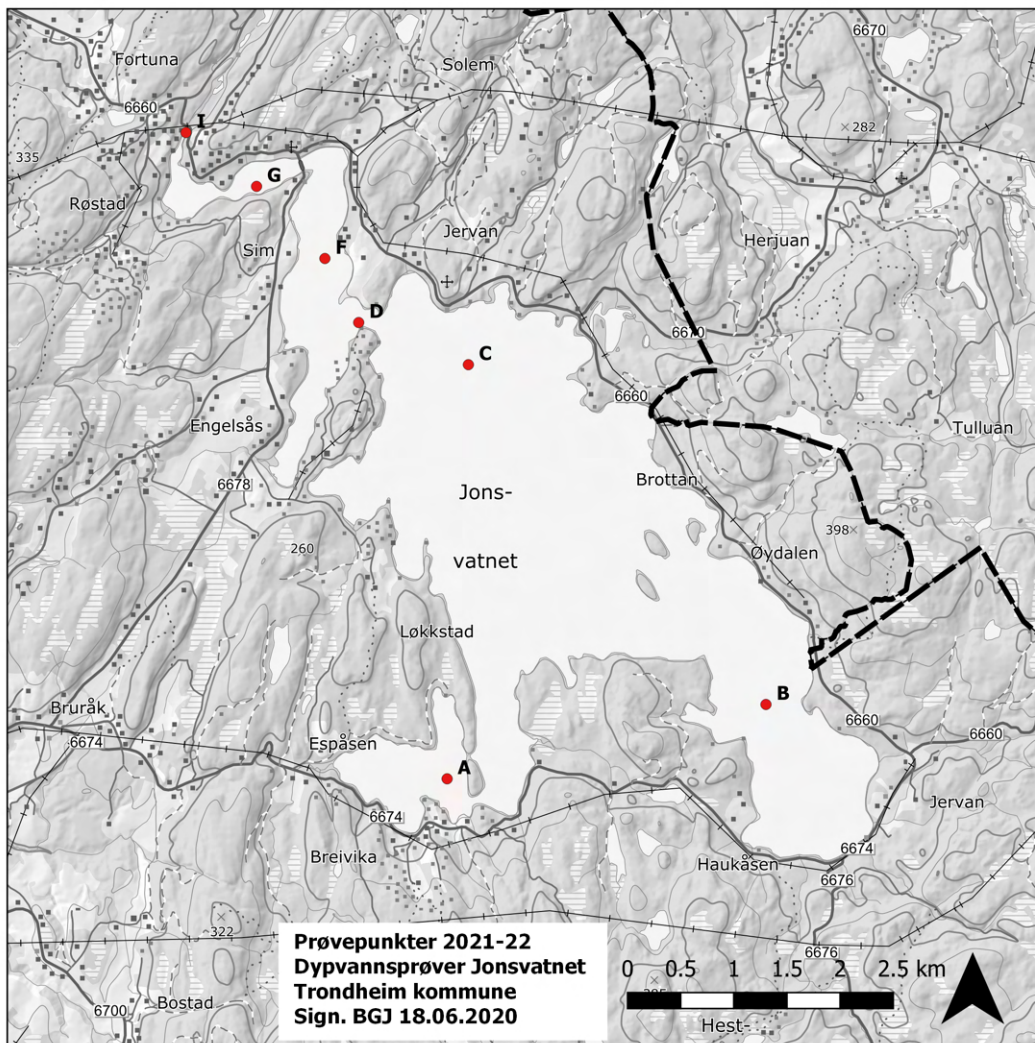 Fortuna
Solem
6670
6660
I
282
335
G
Røstad
Jervan
Sim
Herjuan
F
D
6670
C
6660
Engelsås
Tulluan
Brottan
6678
Jons-
398
260
Øydalen
vatnet
Løkkstad
B
Bruråk
6660
6674
Espåsen
6660
A
Jervan
6674
6674
Breivika
Haukåsen
6676
322
Prøvepunkter 2021-22
Dypvannsprøver Jonsvatnet
Trondheim kommune
Sign. BGJ 18.06.2020
6676
0 0.5 1 1.5 2 2.5 km
Bostad
6700
Hest-